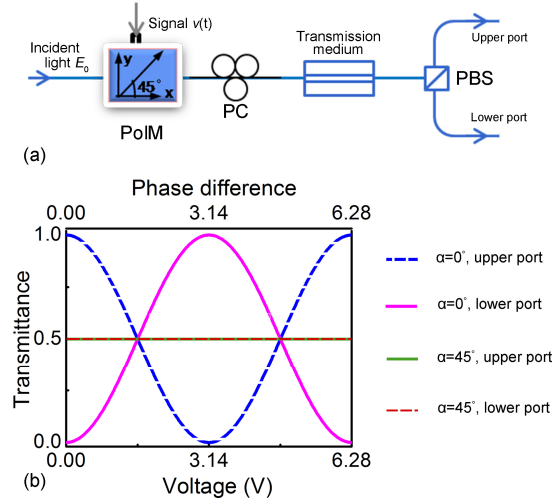 Signal v(t)
Incident
light E₀
y
45°
x
PolM
PC
Transmission
medium
Upper port
PBS
Lower port
(a)
Phase difference
0.00 3.14 6.28
1.0
0.5
0.0
Transmittance
0.00 3.14 6.28
Voltage (V)
(b)
α=0°, upper port
α=0°, lower port
α=45°, upper port
α=45°, lower port